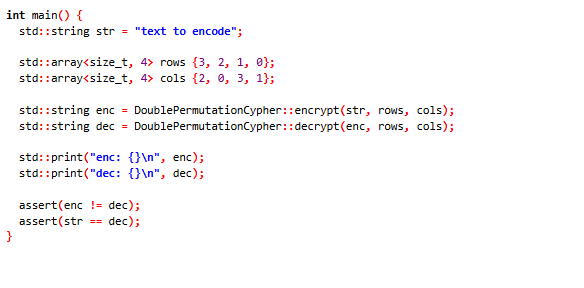 int main() {
  std::string str = "text to encode";
  std::array<size_t, 4> rows {3, 2, 1, 0};
  std::array<size_t, 4> cols {2, 0, 3, 1};
  std::string enc = DoublePermutationCypher::encrypt(str, rows, cols);
  std::string dec = DoublePermutationCypher::decrypt(enc, rows, cols);
  std::print("enc: {}\n", enc);
  std::print("dec: {}\n", dec);
  assert(enc != dec);
  assert(str == dec);
}